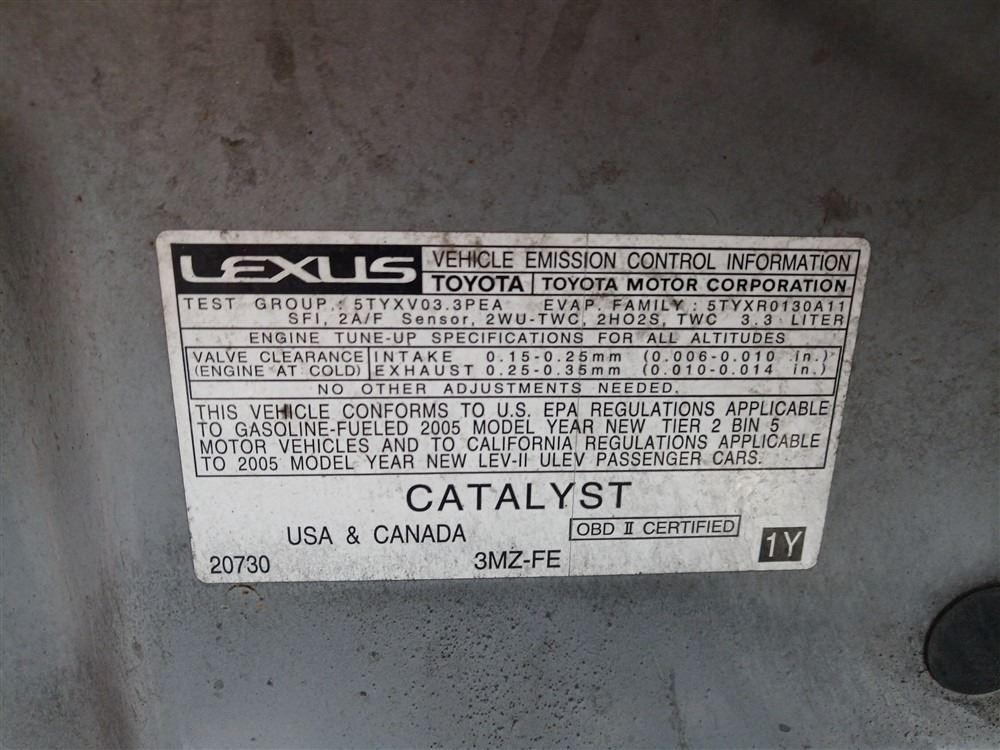 LEXUS
VEHICLE EMISSION CONTROL INFORMATION
TOYOTA TOYOTA MOTOR CORPORATION
TEST GROUP : 5TYXV03.3PEA EVAP. FAMILY : 5TYXR0130A11
SFI, 2A/F Sensor, 2WU-TWC, 2HO2S, TWC 3.3 LITER
ENGINE TUNE-UP SPECIFICATIONS FOR ALL ALTITUDES
VALVE CLEARANCE INTAKE 0.15-0.25mm (0.006-0.010 in.)
(ENGINE AT COLD) EXHAUST 0.25-0.35mm (0.010-0.014 in.)
NO OTHER ADJUSTMENTS NEEDED.
THIS VEHICLE CONFORMS TO U.S. EPA REGULATIONS APPLICABLE
TO GASOLINE-FUELED 2005 MODEL YEAR NEW TIER 2 BIN 5
MOTOR VEHICLES AND TO CALIFORNIA REGULATIONS APPLICABLE
TO 2005 MODEL YEAR NEW LEV-II ULEV PASSENGER CARS.
CATALYST
USA & CANADA OBD II CERTIFIED
20730 3MZ-FE 1Y